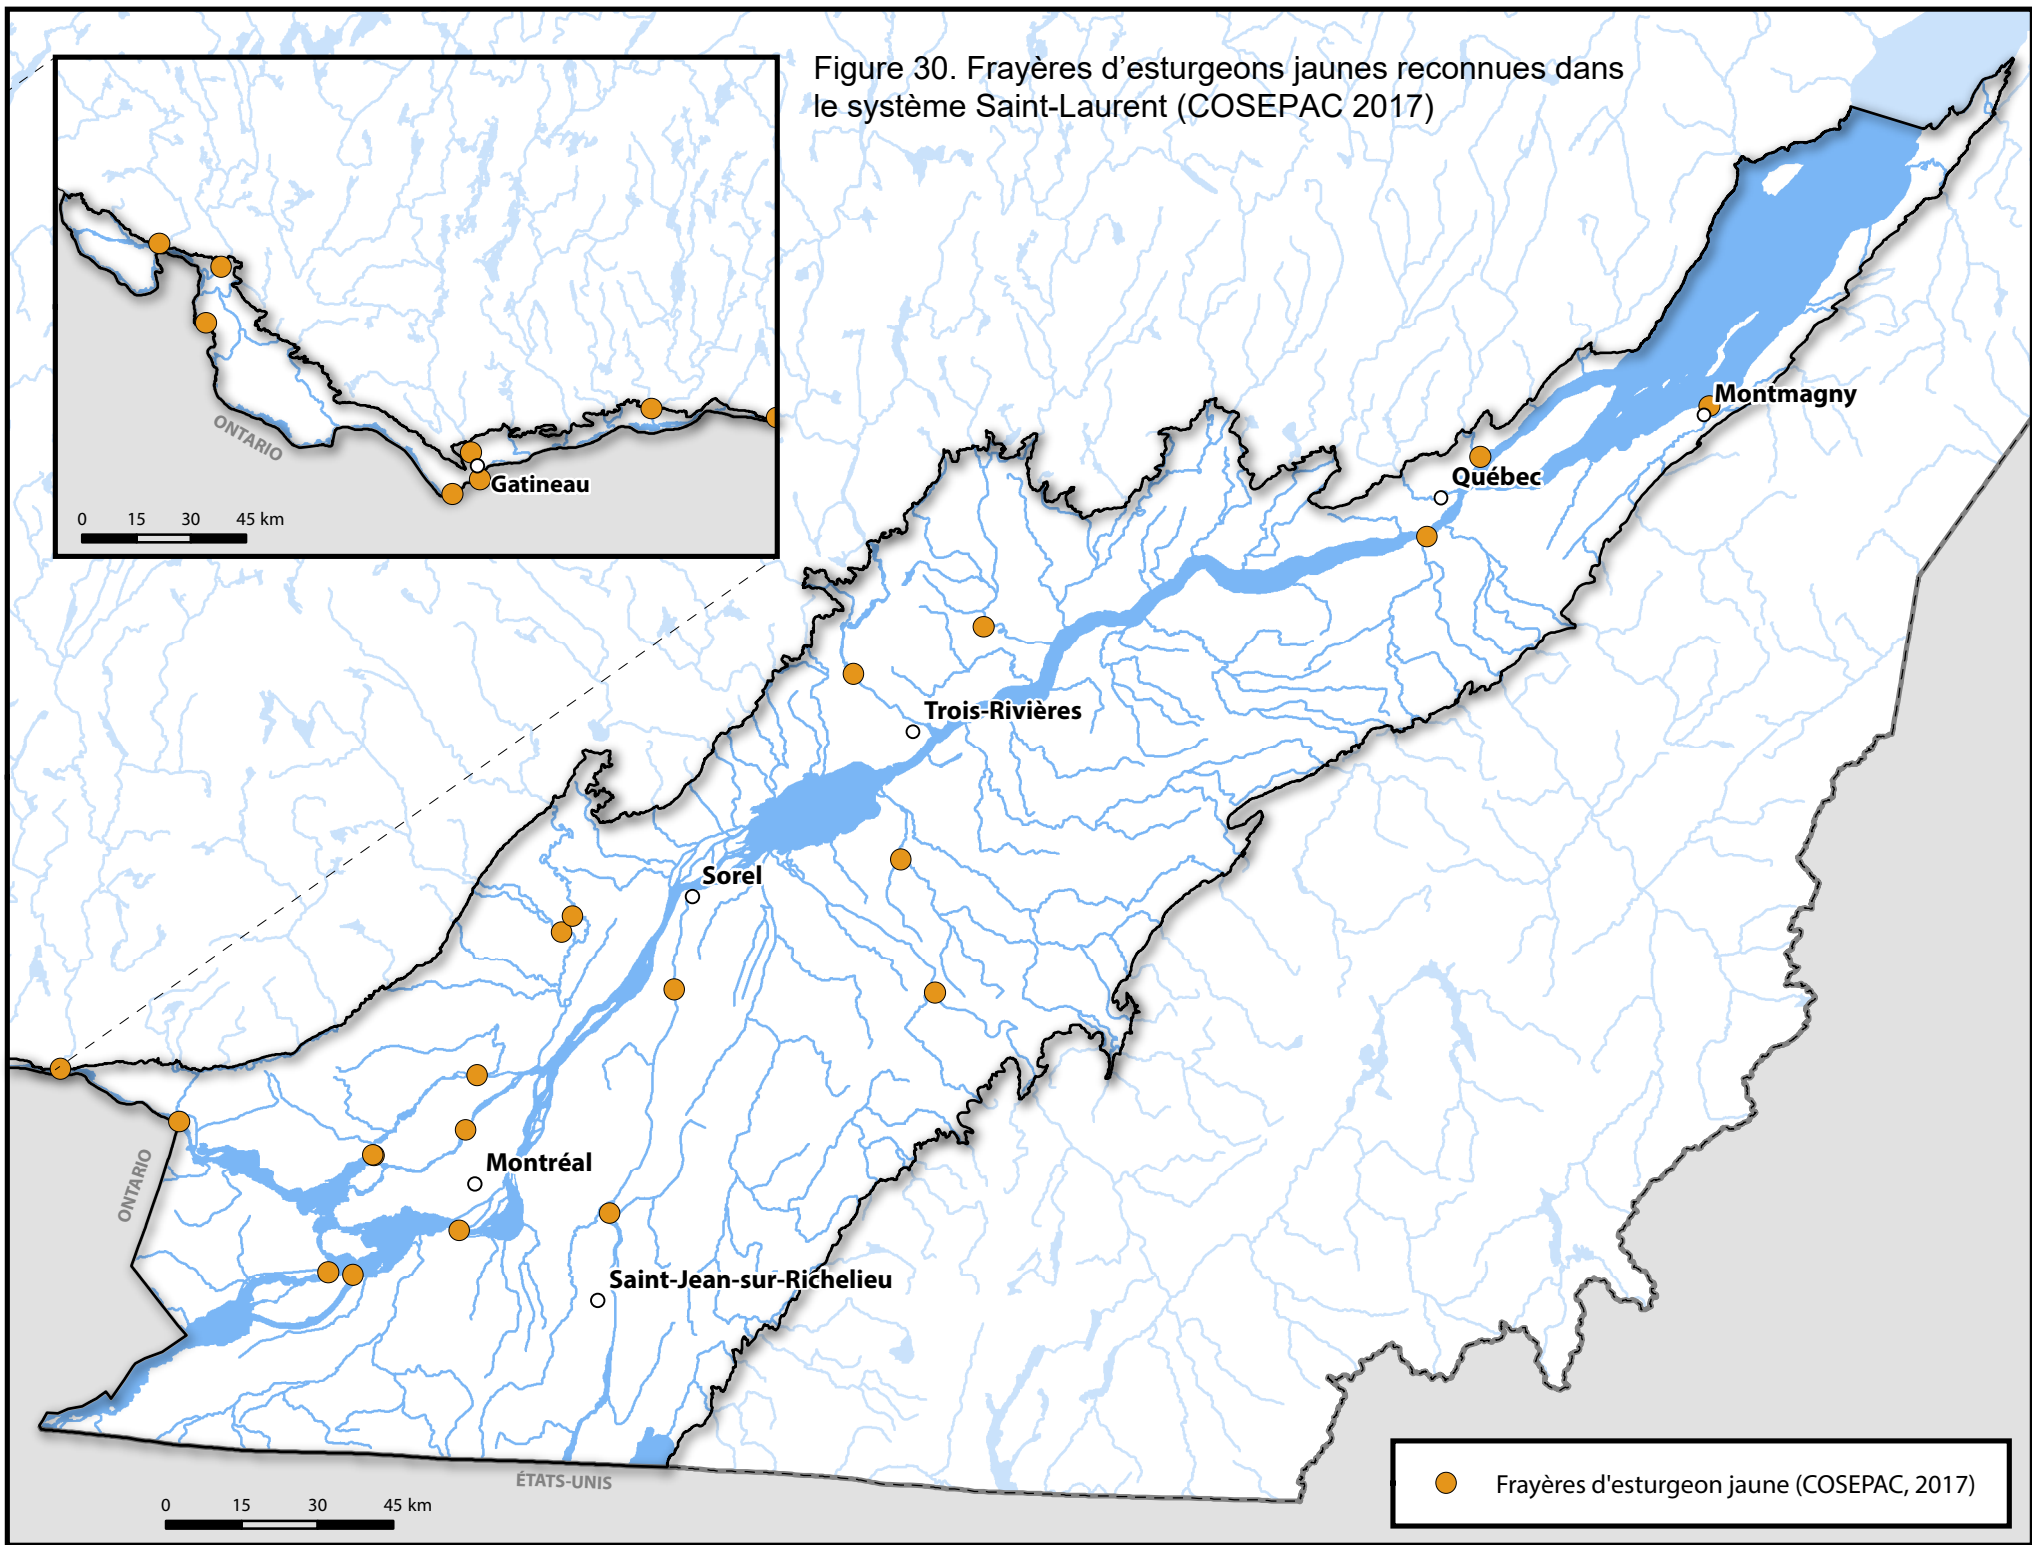 Figure 30. Frayères d’esturgeons jaunes reconnues dans
le système Saint-Laurent (COSEPAC 2017)
ONTARIO
Gatineau
0 15 30 45 km
Montmagny
Québec
Trois-Rivières
Sorel
ONTARIO
Montréal
Saint-Jean-sur-Richelieu
ÉTATS-UNIS
0 15 30 45 km
Frayères d'esturgeon jaune (COSEPAC, 2017)